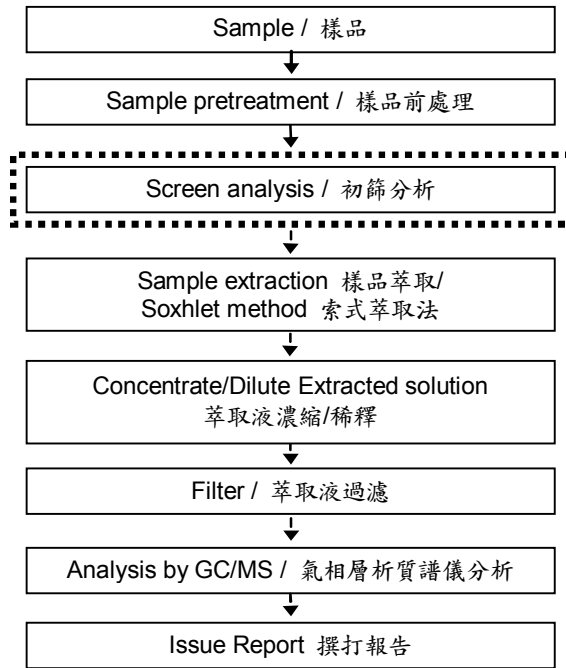 Sample / 樣品
Sample pretreatment / 樣品前處理
Screen analysis / 初篩分析
Sample extraction 樣品萃取/
Soxhlet method 索式萃取法
Concentrate/Dilute Extracted solution
萃取液濃縮/稀釋
Filter / 萃取液過濾
Analysis by GC/MS / 氣相層析質譜儀分析
Issue Report 撰打報告